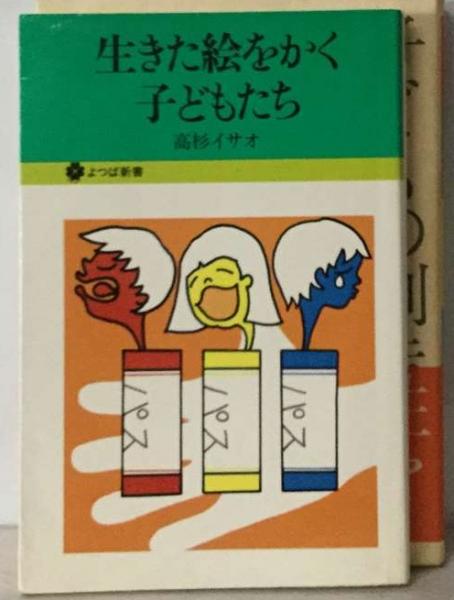 生きた絵をかく
子どもたち
高杉イサオ
よつば新書
パス
パス
パス